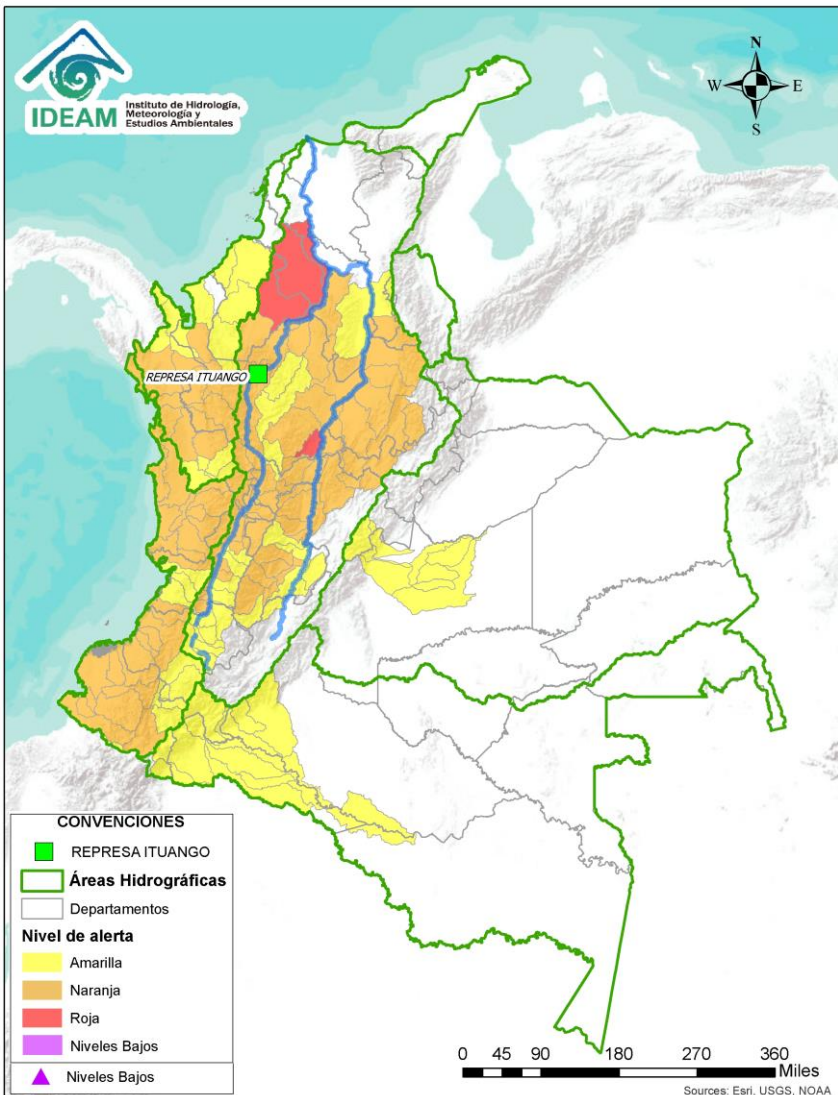 IDEAM
Instituto de Hidrología,
Meteorología y
Estudios Ambientales
N
W
E
S
REPRESA ITUANGO
CONVENCIONES
REPRESA ITUANGO
Áreas Hidrográficas
Departamentos
Nivel de alerta
Amarilla
Naranja
Roja
Niveles Bajos
Niveles Bajos
0 45 90 180 270 360
Miles
Sources: Esri, USGS, NOAA